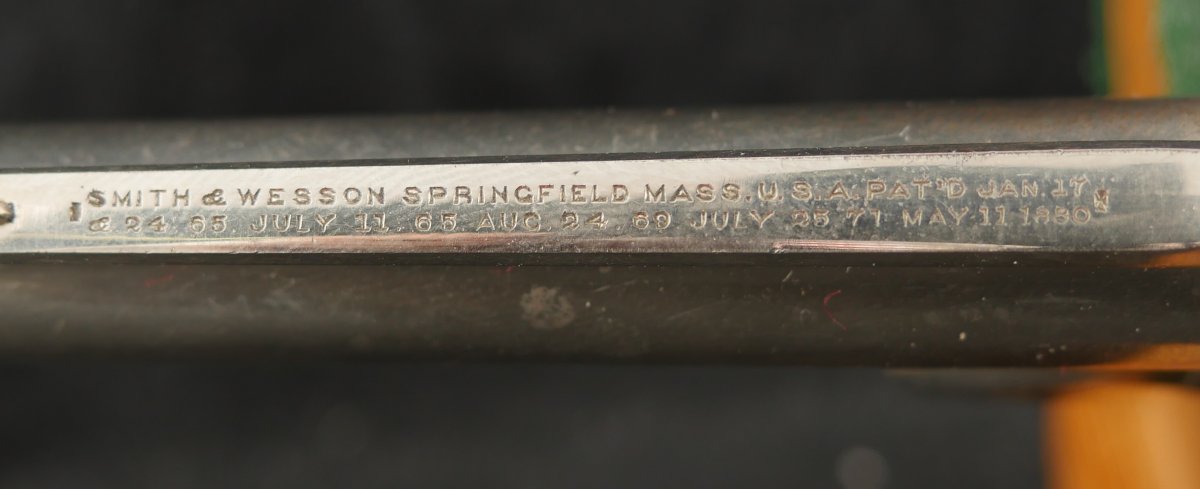 SMITH & WESSON SPRINGFIELD MASS. U.S.A. PAT'D JAN. 17
& 24. 65. JULY 11. 65 AUG. 24. 69 JULY 25. 71 MAY. 11. 1880